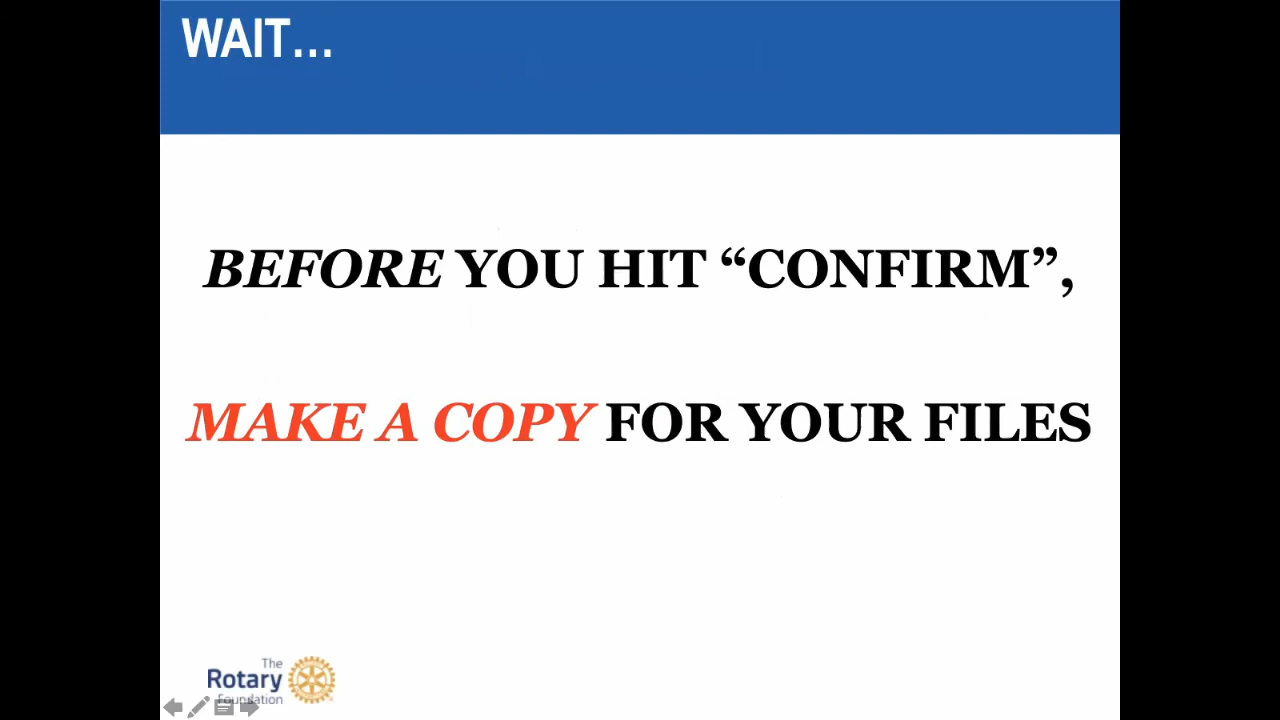 WAIT…
BEFORE YOU HIT “CONFIRM”,
MAKE A COPY FOR YOUR FILES
The
Rotary
Foundation